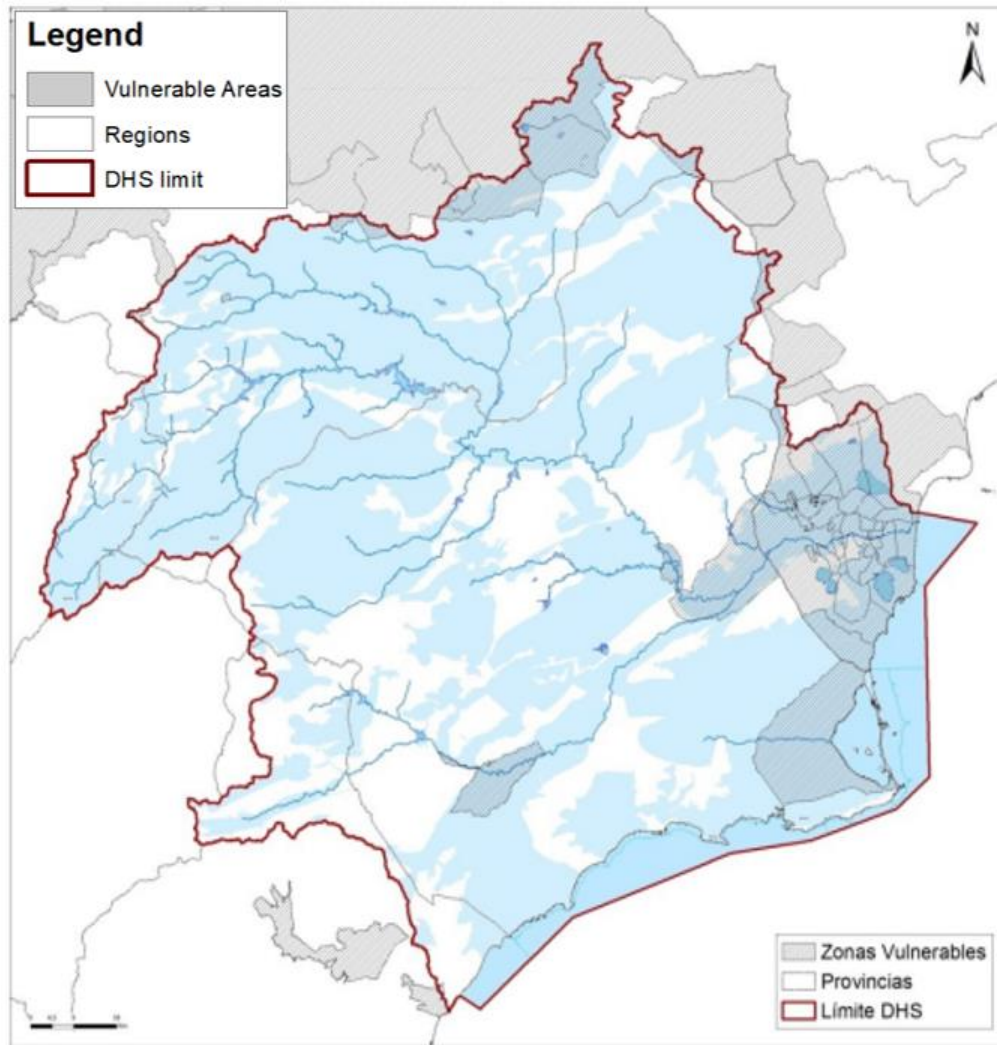 Legend
Vulnerable Areas
Regions
DHS limit
N
Zonas Vulnerables
Provincias
Límite DHS